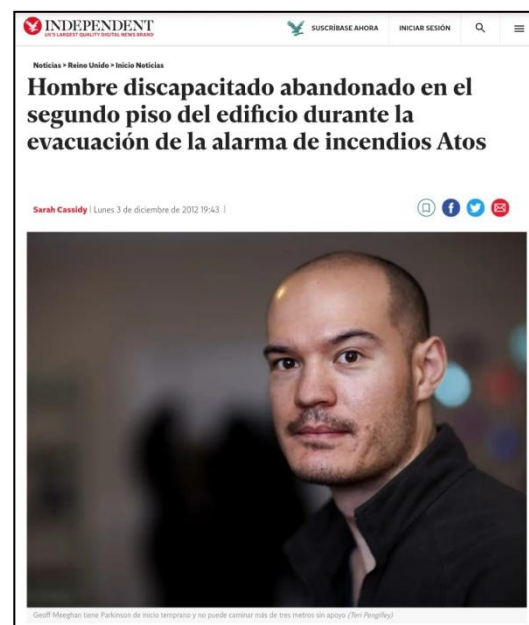 INDEPENDENT
UK'S LARGEST QUALITY DIGITAL NEWS BRAND
SUSCRÍBASE AHORA INICIAR SESIÓN
Noticias > Reino Unido > Inicio Noticias
Hombre discapacitado abandonado en el
segundo piso del edificio durante la
evacuación de la alarma de incendios Atos
Sarah Cassidy | Lunes 3 de diciembre de 2012 19:43 |
Geoff Meeghan tiene Parkinson de inicio temprano y no puede caminar más de tres metros sin apoyo (Teri Pengilley)